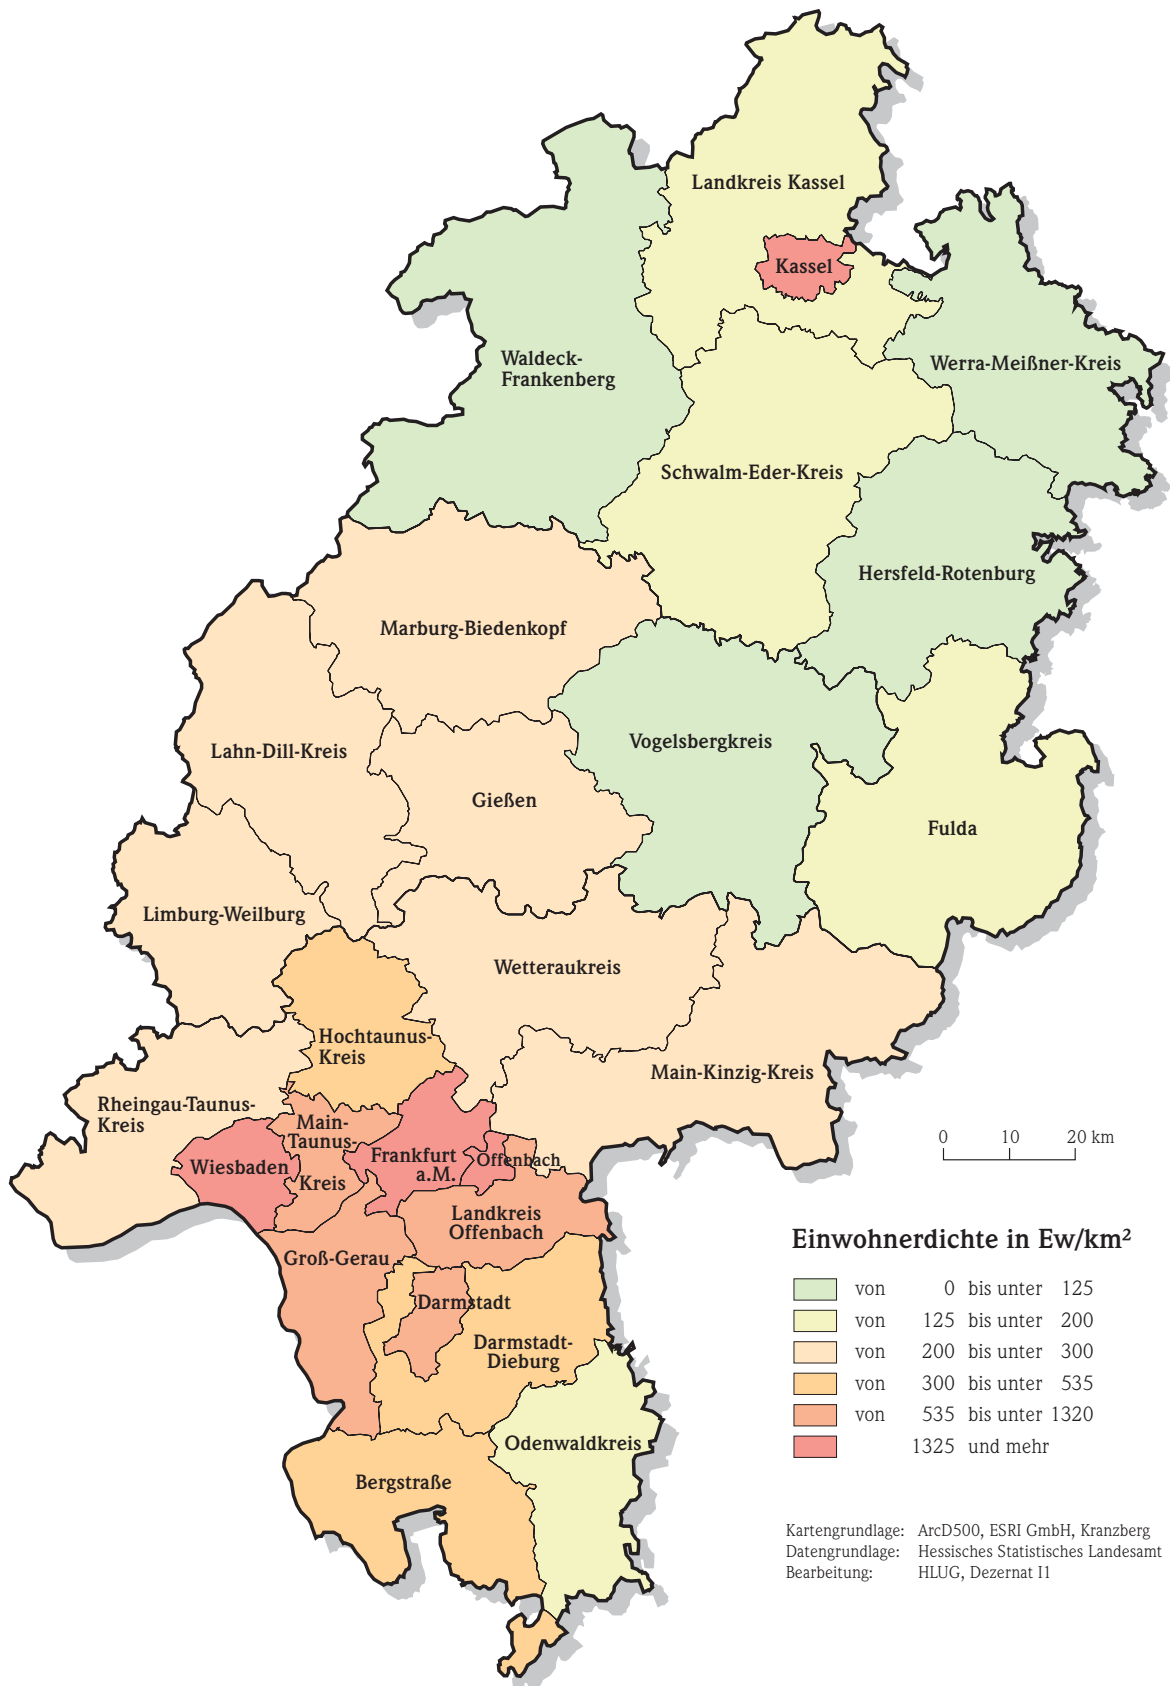 Landkreis Kassel
Kassel
Waldeck-
Frankenberg
Werra-Meißner-Kreis
Schwalm-Eder-Kreis
Hersfeld-Rotenburg
Marburg-Biedenkopf
Lahn-Dill-Kreis
Vogelsbergkreis
Gießen
Fulda
Limburg-Weilburg
Wetteraukreis
Hochtaunus-
Kreis
Main-Kinzig-Kreis
Rheingau-Taunus-
Kreis
Main-
Taunus-
Kreis
Wiesbaden
Frankfurt
a.M.
Offenbach
Landkreis
Offenbach
Groß-Gerau
Darmstadt
Darmstadt-
Dieburg
Odenwaldkreis
Bergstraße
0 10 20 km
Einwohnerdichte in Ew/km²
von 0 bis unter 125
von 125 bis unter 200
von 200 bis unter 300
von 300 bis unter 535
von 535 bis unter 1320
1325 und mehr
Kartengrundlage: ArcD500, ESRI GmbH, Kranzberg
Datengrundlage: Hessisches Statistisches Landesamt
Bearbeitung: HLUG, Dezernat I1